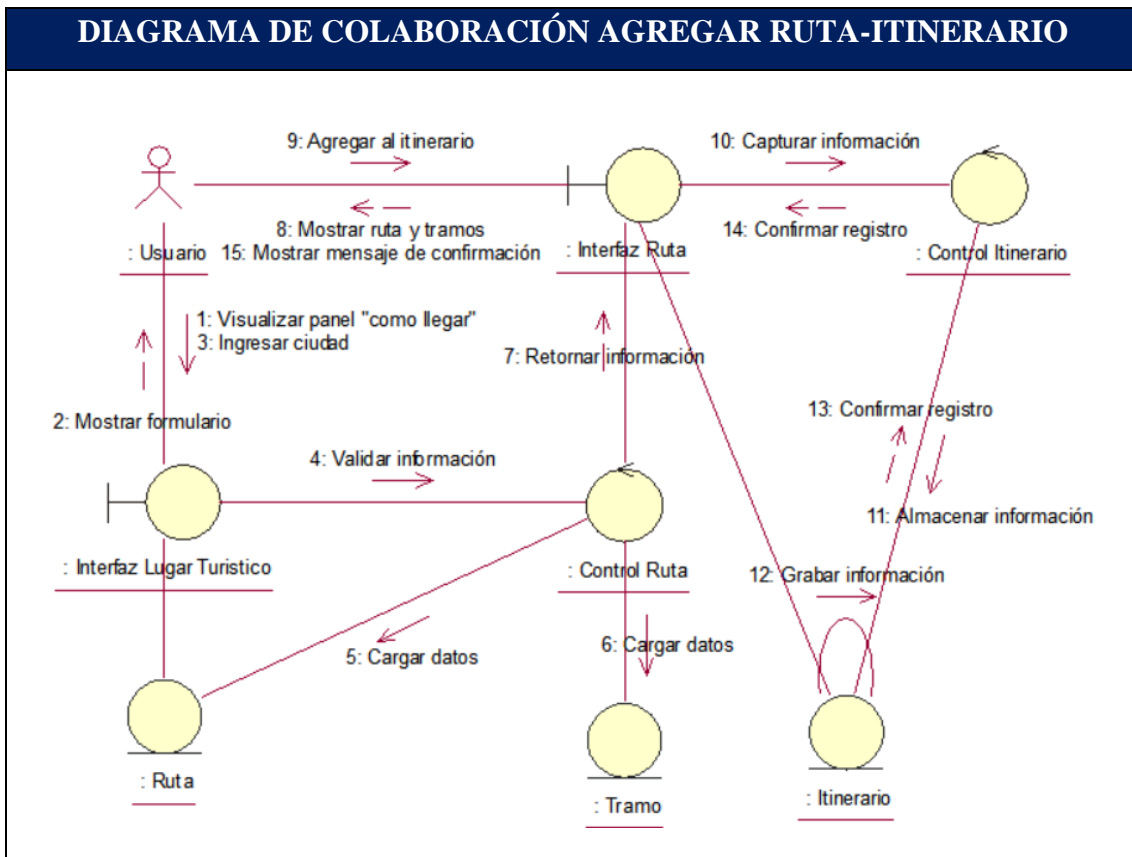 DIAGRAMA DE COLABORACIÓN AGREGAR RUTA-ITINERARIO
9: Agregar al itinerario
10: Capturar información
8: Mostrar ruta y tramos
15: Mostrar mensaje de confirmación
14: Confirmar registro
: Usuario
: Interfaz Ruta
: Control Itinerario
1: Visualizar panel "como llegar"
3: Ingresar ciudad
7: Retornar información
2: Mostrar formulario
13: Confirmar registro
4: Validar información
11: Almacenar información
: Interfaz Lugar Turistico
: Control Ruta
12: Grabar información
5: Cargar datos
6: Cargar datos
: Ruta
: Tramo
: Itinerario